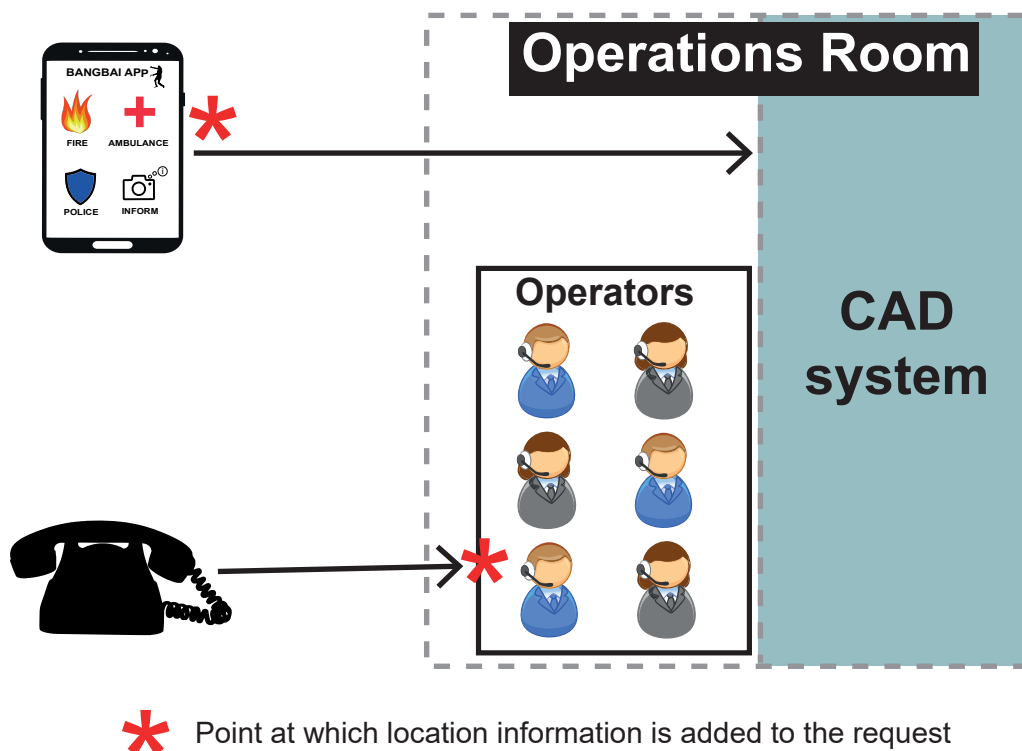 Operations Room
BANGBAI APP
FIRE AMBULANCE
POLICE INFORM
i
Operators
CAD
system
* Point at which location information is added to the request